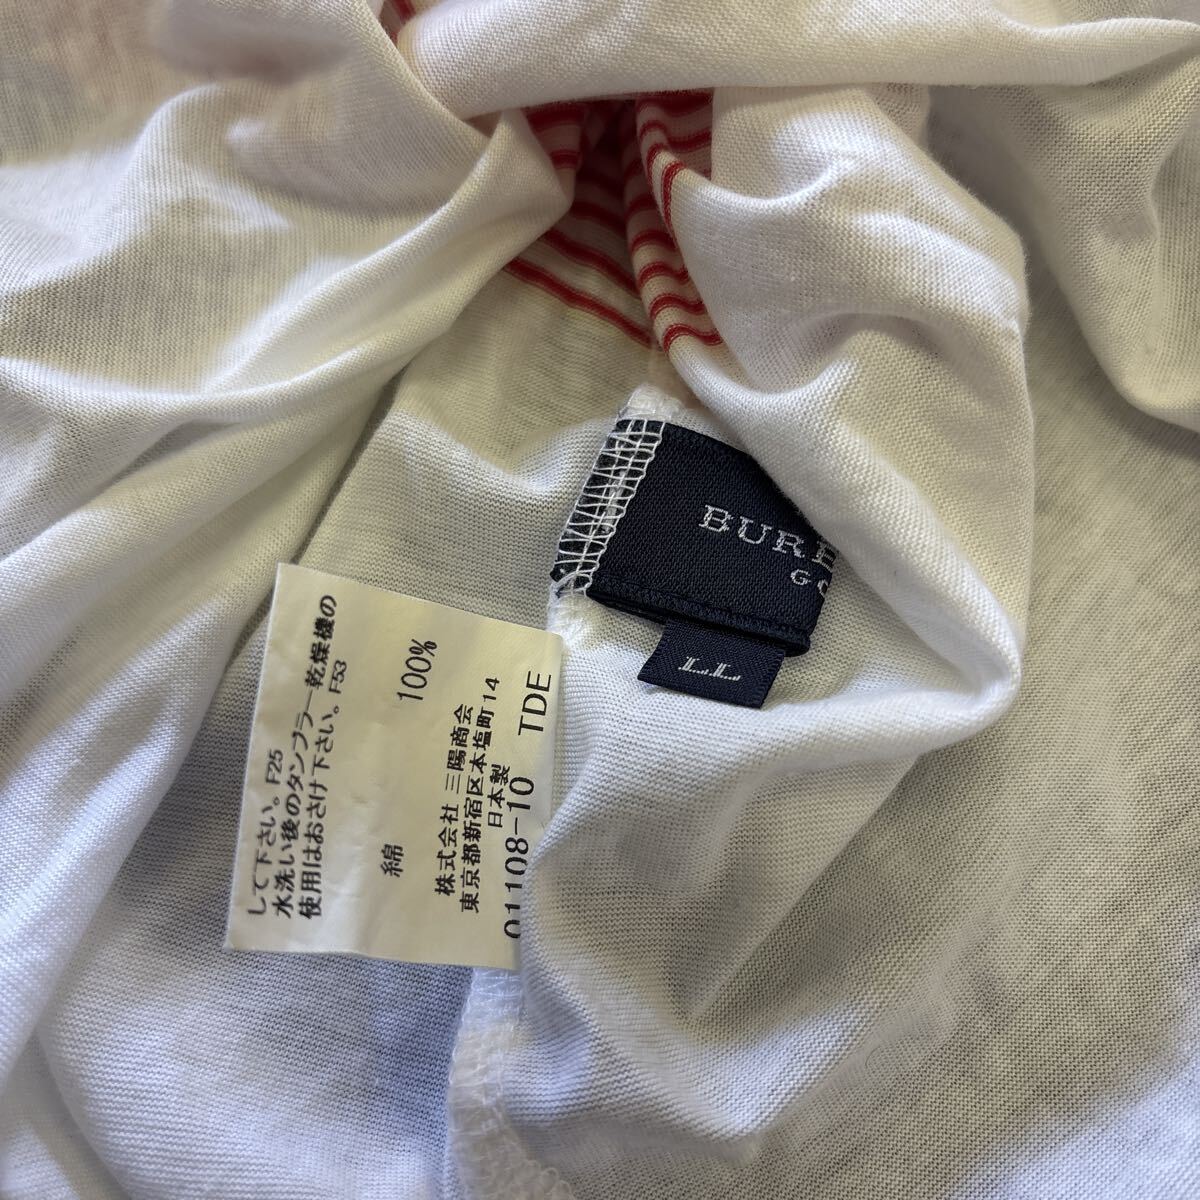 BURB
GO
LL
して下さい。F25
水洗い後のタンブラー乾燥機の
使用はおさけ下さい。F53
綿 100%
株式会社 三陽商会
東京都新宿区本塩町14
日本製
01108-10 TDE